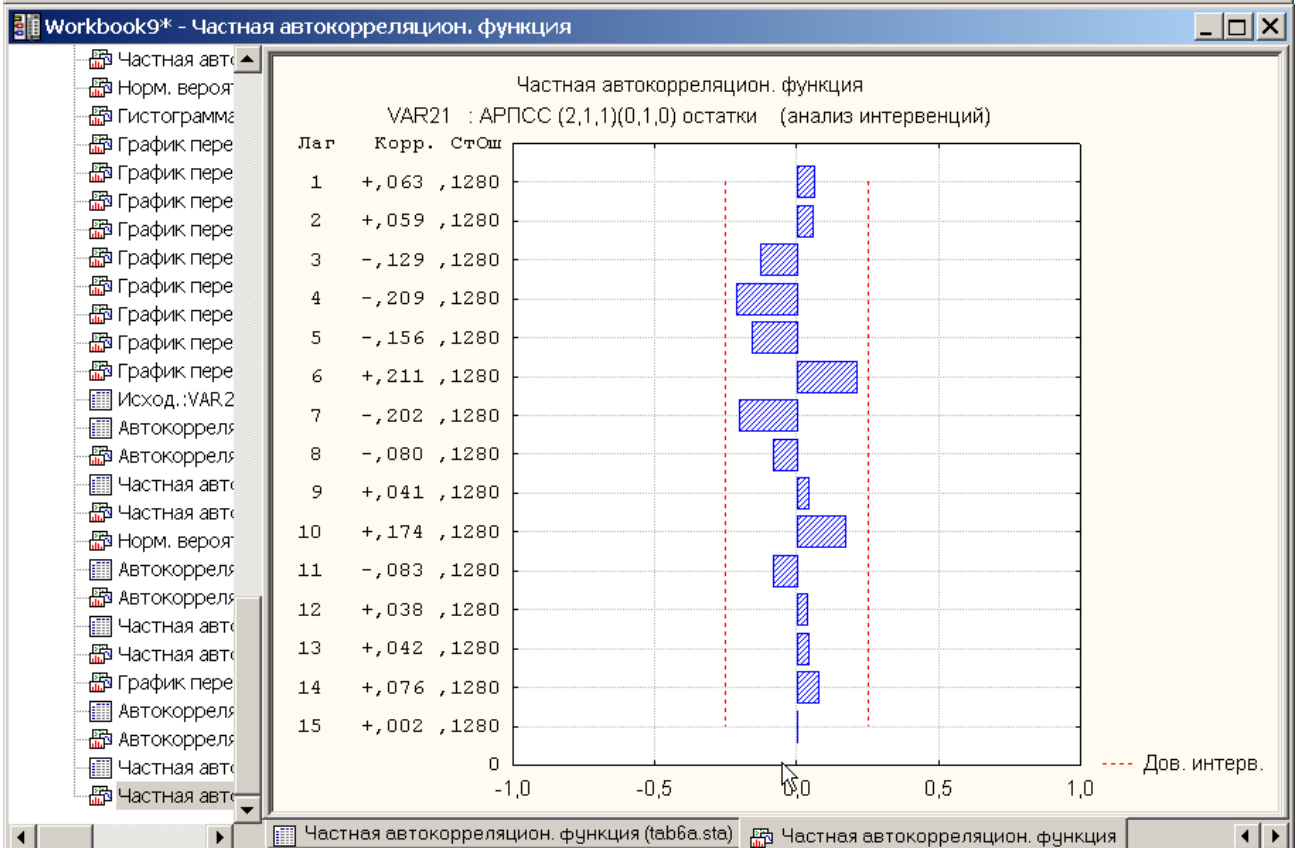 Workbook9* - Частная автокорреляцион. функция
Частная авто
Норм. вероят
Гистограмма
График пере
График пере
График пере
График пере
График пере
График пере
График пере
График пере
График пере
Исход.:VAR2
Автокорреля
Автокорреля
Частная авто
Частная авто
Норм. вероят
Автокорреля
Автокорреля
Частная авто
Частная авто
График пере
Автокорреля
Автокорреля
Частная авто
Частная авто
Частная автокорреляцион. функция
VAR21 : АРПСС (2,1,1)(0,1,0) остатки (анализ интервенций)
Лаг Корр. СтОш
1 +,063 ,1280
2 +,059 ,1280
3 -,129 ,1280
4 -,209 ,1280
5 -,156 ,1280
6 +,211 ,1280
7 -,202 ,1280
8 -,080 ,1280
9 +,041 ,1280
10 +,174 ,1280
11 -,083 ,1280
12 +,038 ,1280
13 +,042 ,1280
14 +,076 ,1280
15 +,002 ,1280
0
-1,0 -0,5 0,0 0,5 1,0
Дов. интерв.
Частная автокорреляцион. функция (tab6a.sta) Частная автокорреляцион. функция